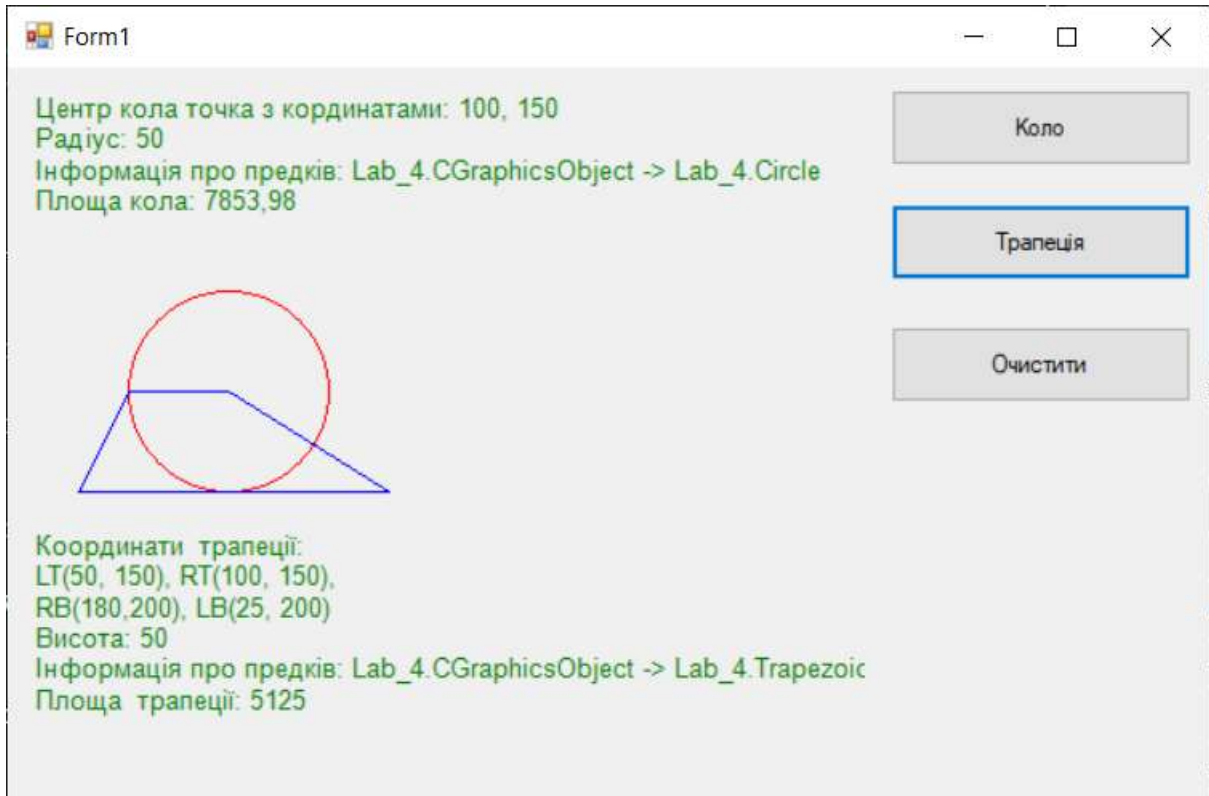 Form1
Центр кола точка з кординатами: 100, 150
Радіус: 50
Інформація про предків: Lab_4.CGraphicsObject -> Lab_4.Circle
Площа кола: 7853,98
Коло
Трапеція
Очистити
Координати трапеції:
LT(50, 150), RT(100, 150),
RB(180,200), LB(25, 200)
Висота: 50
Інформація про предків: Lab_4.CGraphicsObject -> Lab_4.Trapezoic
Площа трапеції: 5125